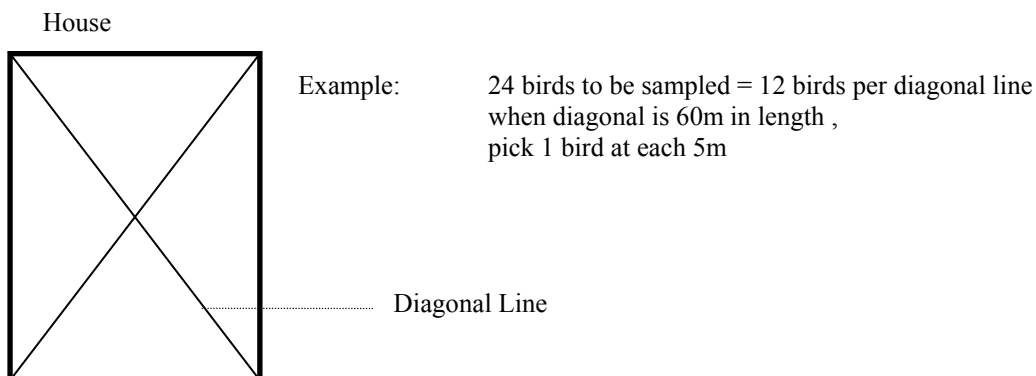 House
Example: 24 birds to be sampled = 12 birds per diagonal line
when diagonal is 60m in length ,
pick 1 bird at each 5m
Diagonal Line